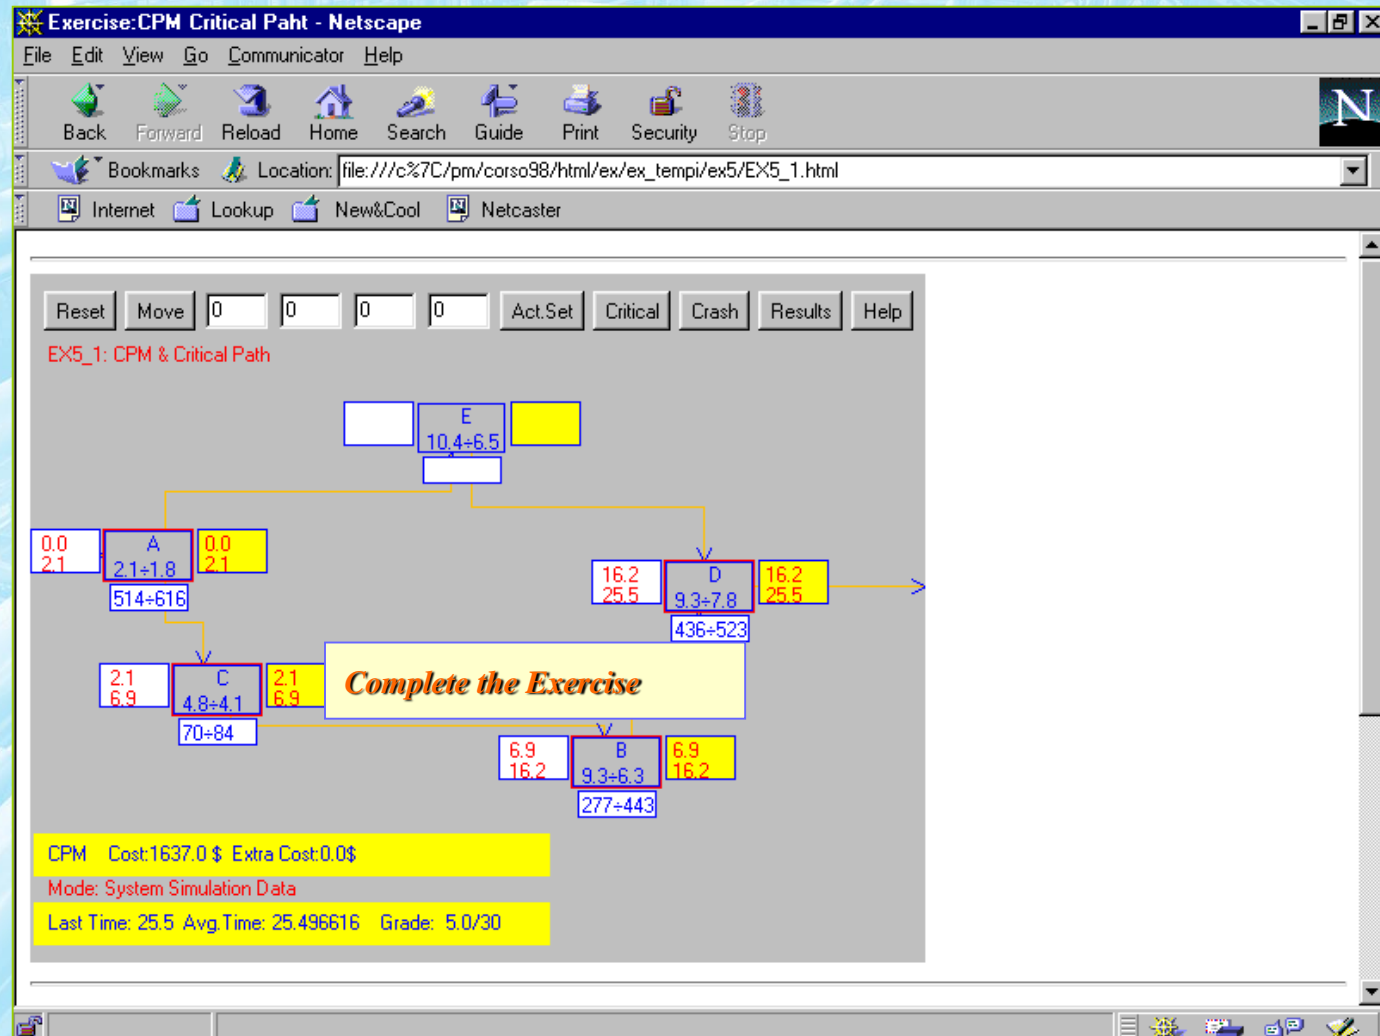 Exercise:CPM Critical Paht - Netscape
File Edit View Go Communicator Help
Back Forward Reload Home Search Guide Print Security Stop
N
Bookmarks Location: file:///c%7C/pm/corso98/html/ex/ex_tempi/ex5/EX5_1.html
Internet Lookup New&Cool Netcaster
Reset Move 0 0 0 0 Act.Set Critical Crash Results Help
EX5_1: CPM & Critical Path
E
10.4÷6.5
0.0 A 0.0
2.1 2.1÷1.8 2.1
514÷616
16.2 D 16.2
25.5 9.3÷7.8 25.5
436÷523
2.1 C 2.1
6.9 4.8÷4.1 6.9
70÷84
Complete the Exercise
6.9 B 6.9
16.2 9.3÷6.3 16.2
277÷443
CPM Cost:1637.0 $ Extra Cost:0.0$
Mode: System Simulation Data
Last Time: 25.5 Avg.Time: 25.496616 Grade: 5.0/30